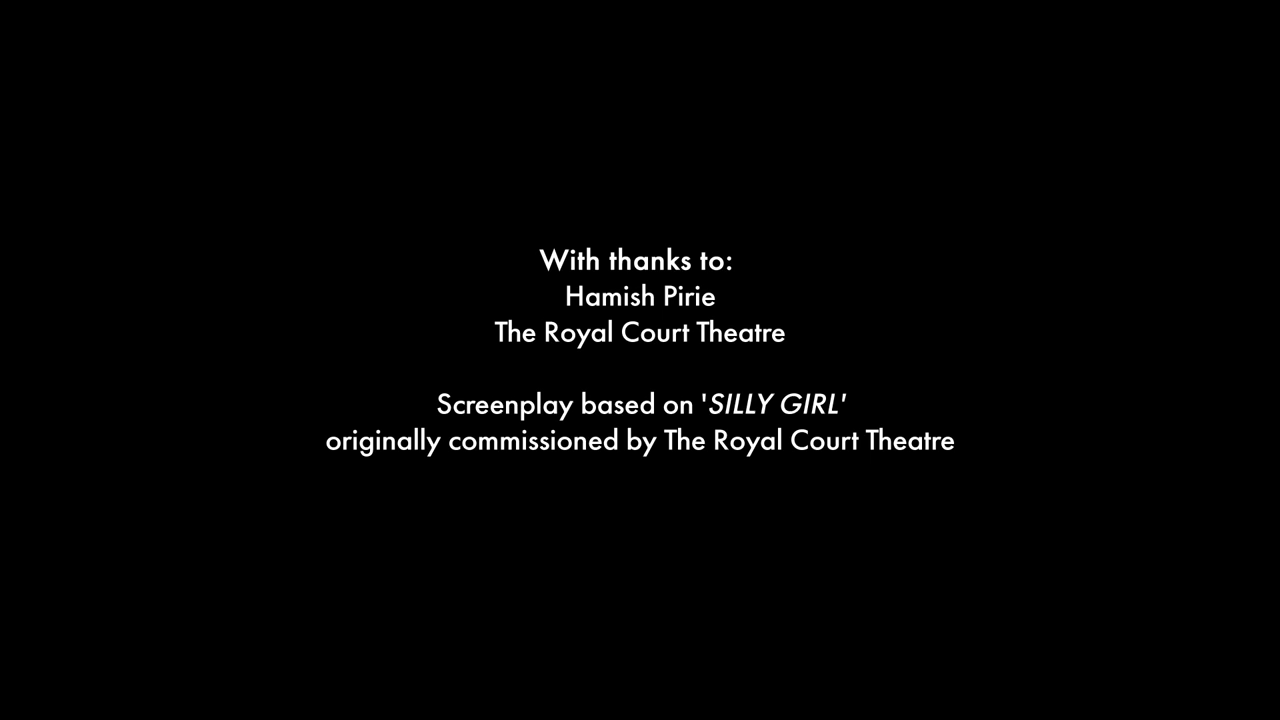 With thanks to:
Hamish Pirie
The Royal Court Theatre
Screenplay based on 'SILLY GIRL'
originally commissioned by The Royal Court Theatre